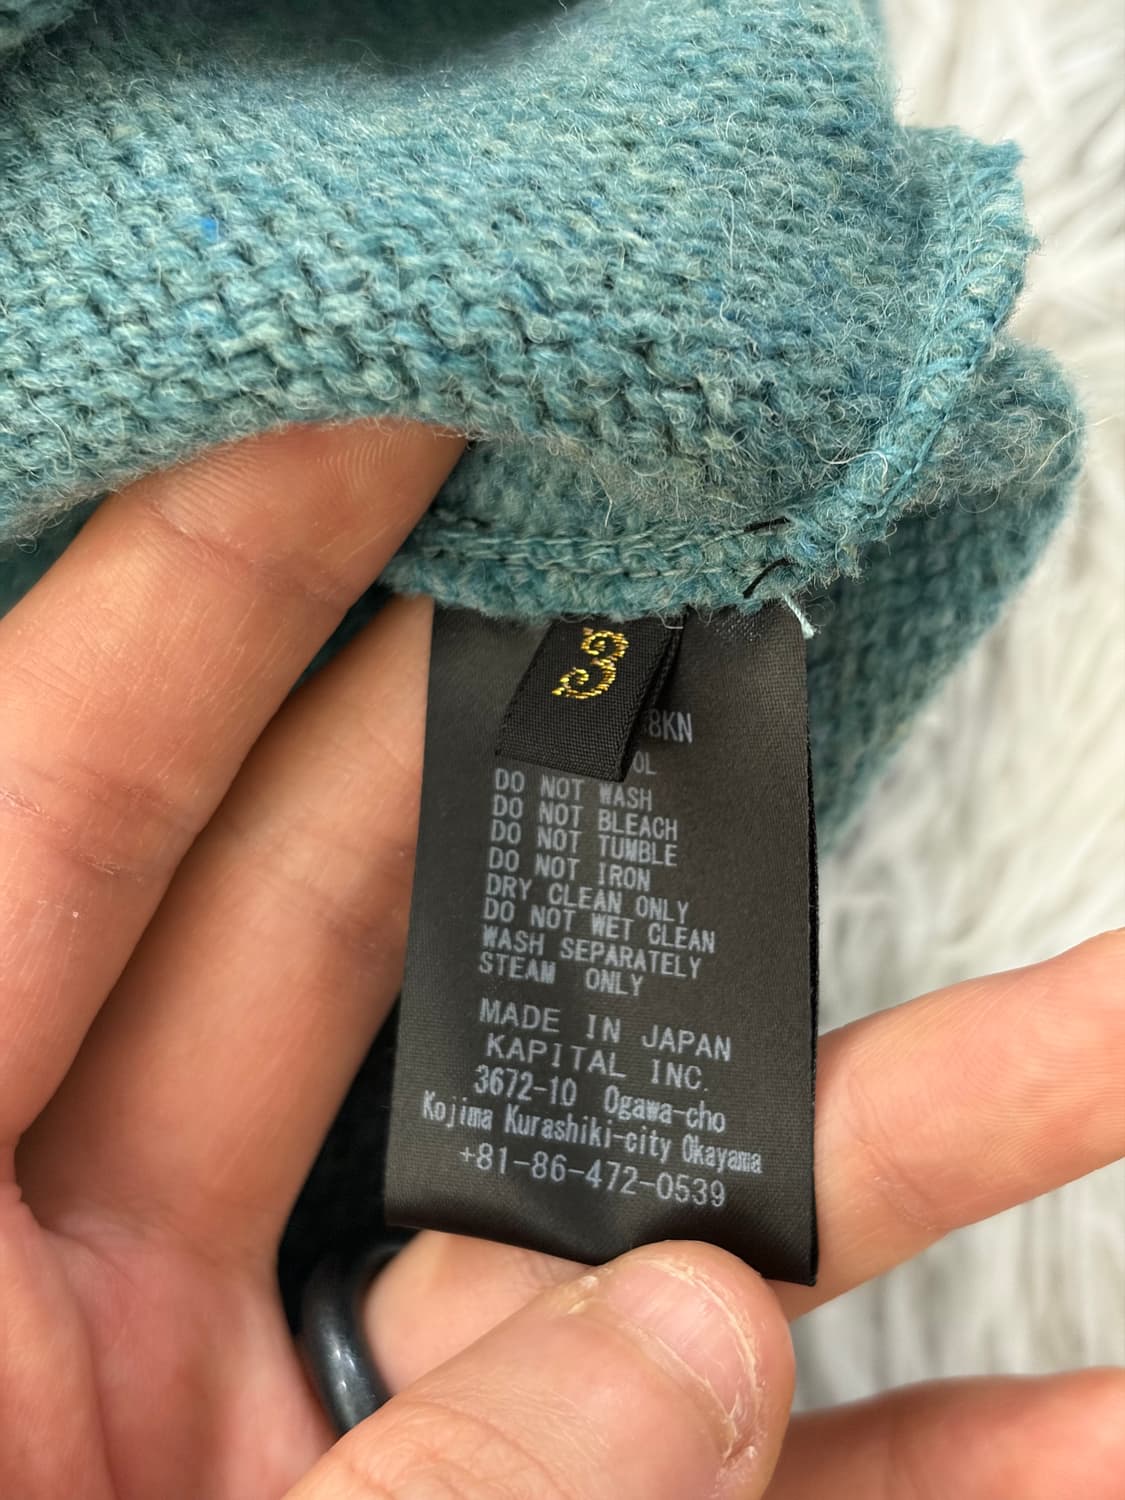 3
8KN
OL
DO NOT WASH
DO NOT BLEACH
DO NOT TUMBLE
DO NOT IRON
DRY CLEAN ONLY
DO NOT WET CLEAN
WASH SEPARATELY
STEAM ONLY
MADE IN JAPAN
KAPITAL INC.
3672-10 Ogawa-cho
Kojima Kurashiki-city Okayama
+81-86-472-0539